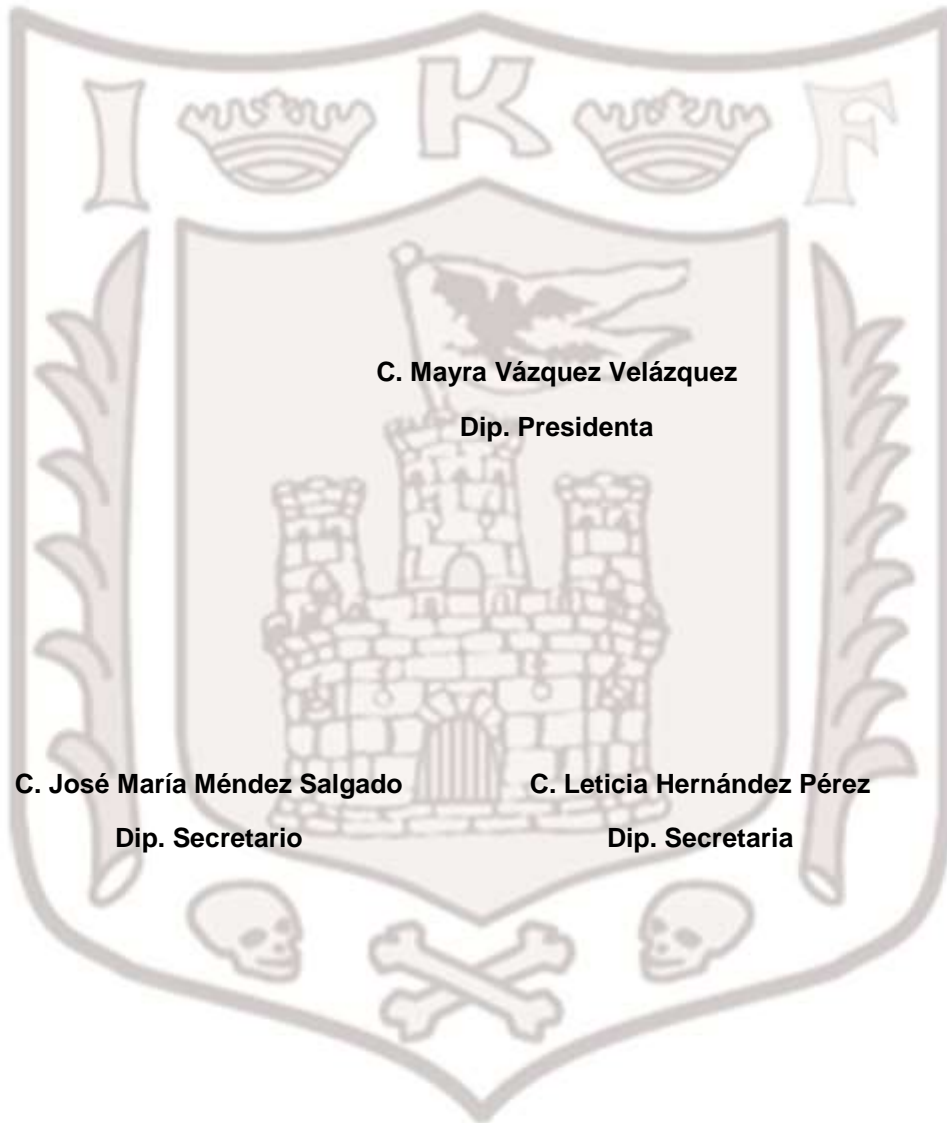 I K F
C. Mayra Vázquez Velázquez
Dip. Presidenta
C. José María Méndez Salgado C. Leticia Hernández Pérez
Dip. Secretario Dip. Secretaria